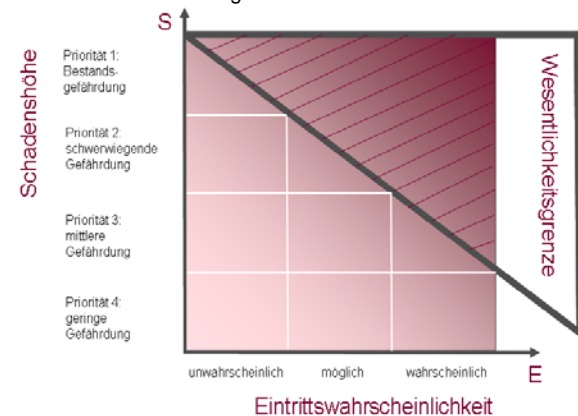 S
Schadenshöhe
Priorität 1:
Bestands-
gefährdung
Priorität 2:
schwerwiegende
Gefährdung
Priorität 3:
mittlere
Gefährdung
Priorität 4:
geringe
Gefährdung
Wesentlichkeitsgrenze
unwahrscheinlich
möglich
wahrscheinlich
E
Eintrittswahrscheinlichkeit